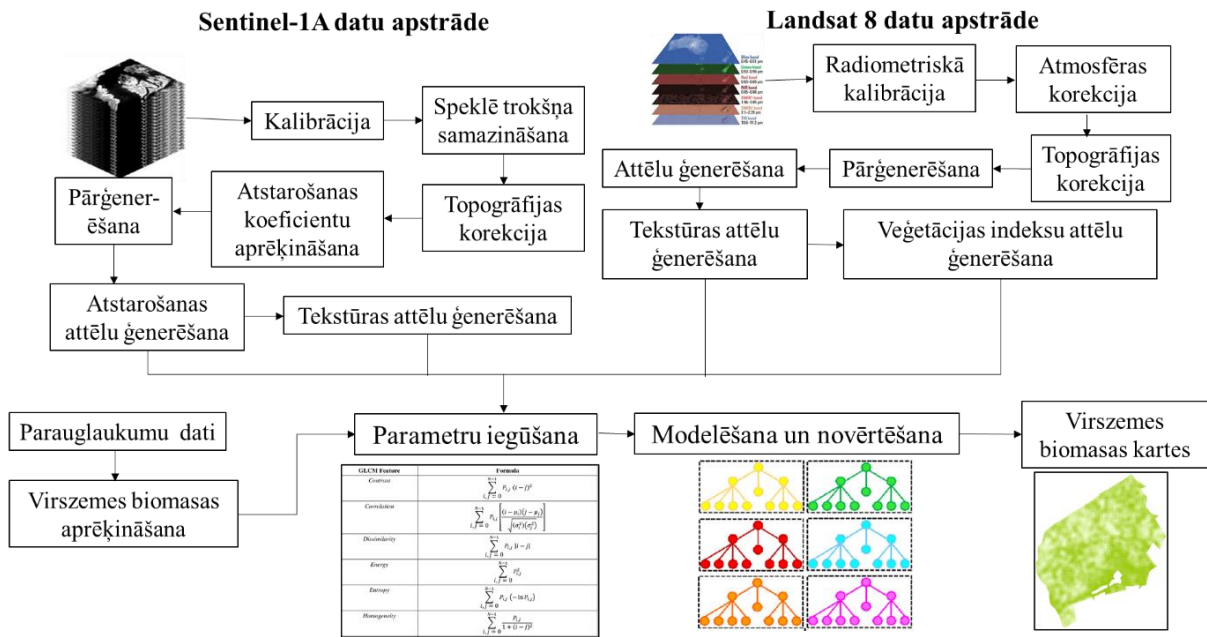 Sentinel-1A datu apstrāde
Kalibrācija
Speklē trokšņa
samazināšana
Topogrāfijas
korekcija
Atstarošanas
koeficientu
aprēķināšana
Pārģener-
ēšana
Atstarošanas
attēlu ģenerēšana
Tekstūras attēlu ģenerēšana
Landsat 8 datu apstrāde
Radiometriskā
kalibrācija
Atmosfēras
korekcija
Topogrāfijas
korekcija
Pārģenerēšana
Attēlu ģenerēšana
Tekstūras attēlu
ģenerēšana
Veģetācijas indeksu attēlu
ģenerēšana
Parauglaukumu dati
Virszemes biomasas
aprēķināšana
Parametru iegūšana
Modelēšana un novērtēšana
Virszemes
biomasas kartes
GLCM Feature Formula
Contrast
Correlation
Dissimilarity
Energy
Entropy
Homogeneity